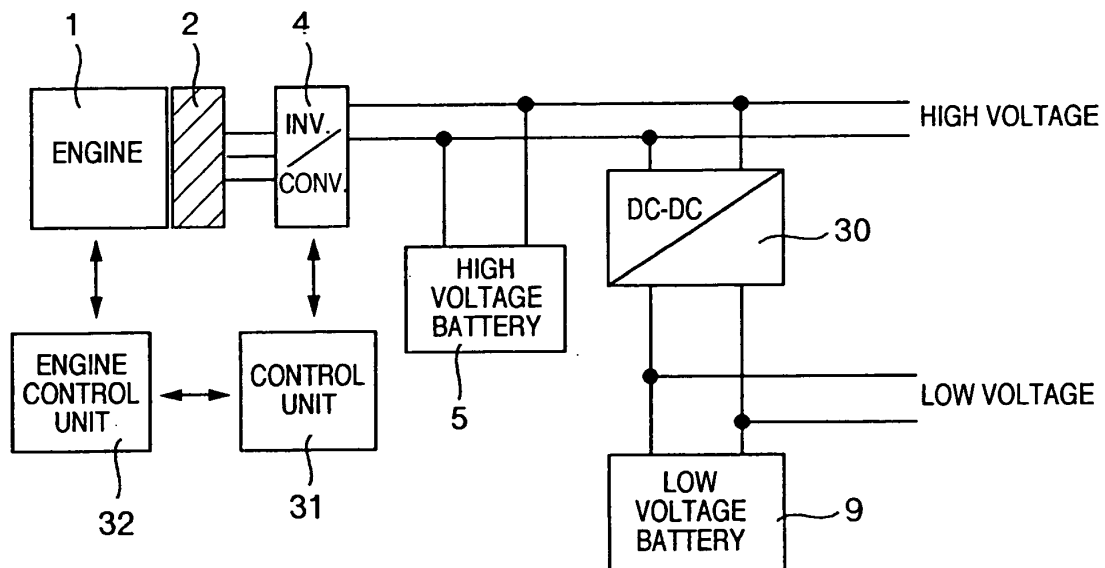 1
2
4
ENGINE
INV.
CONV.
HIGH VOLTAGE
DC-DC
30
HIGH
VOLTAGE
BATTERY
5
ENGINE
CONTROL
UNIT
32
CONTROL
UNIT
31
LOW VOLTAGE
LOW
VOLTAGE
BATTERY
9